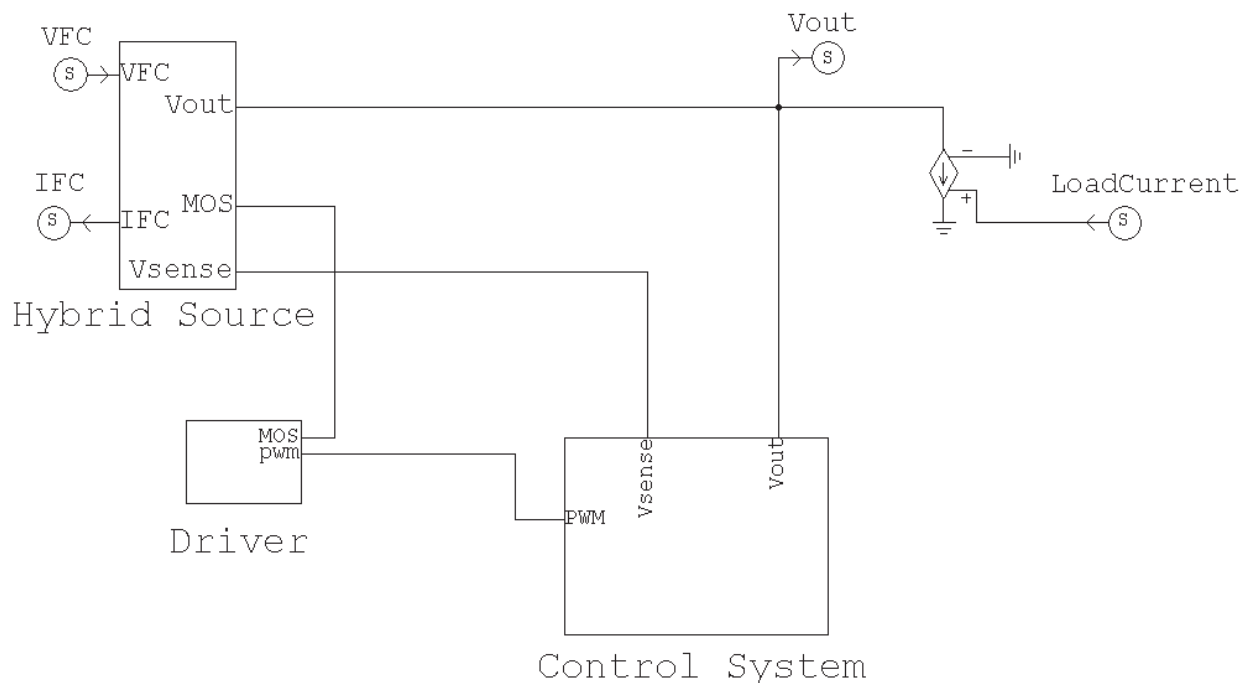 Vout
VFC
S
S
VFC
Vout
IFC
MOS
LoadCurrent
S
IFC
S
Vsense
Hybrid Source
MOS
pwm
Vsense
Vout
PWM
Driver
Control System